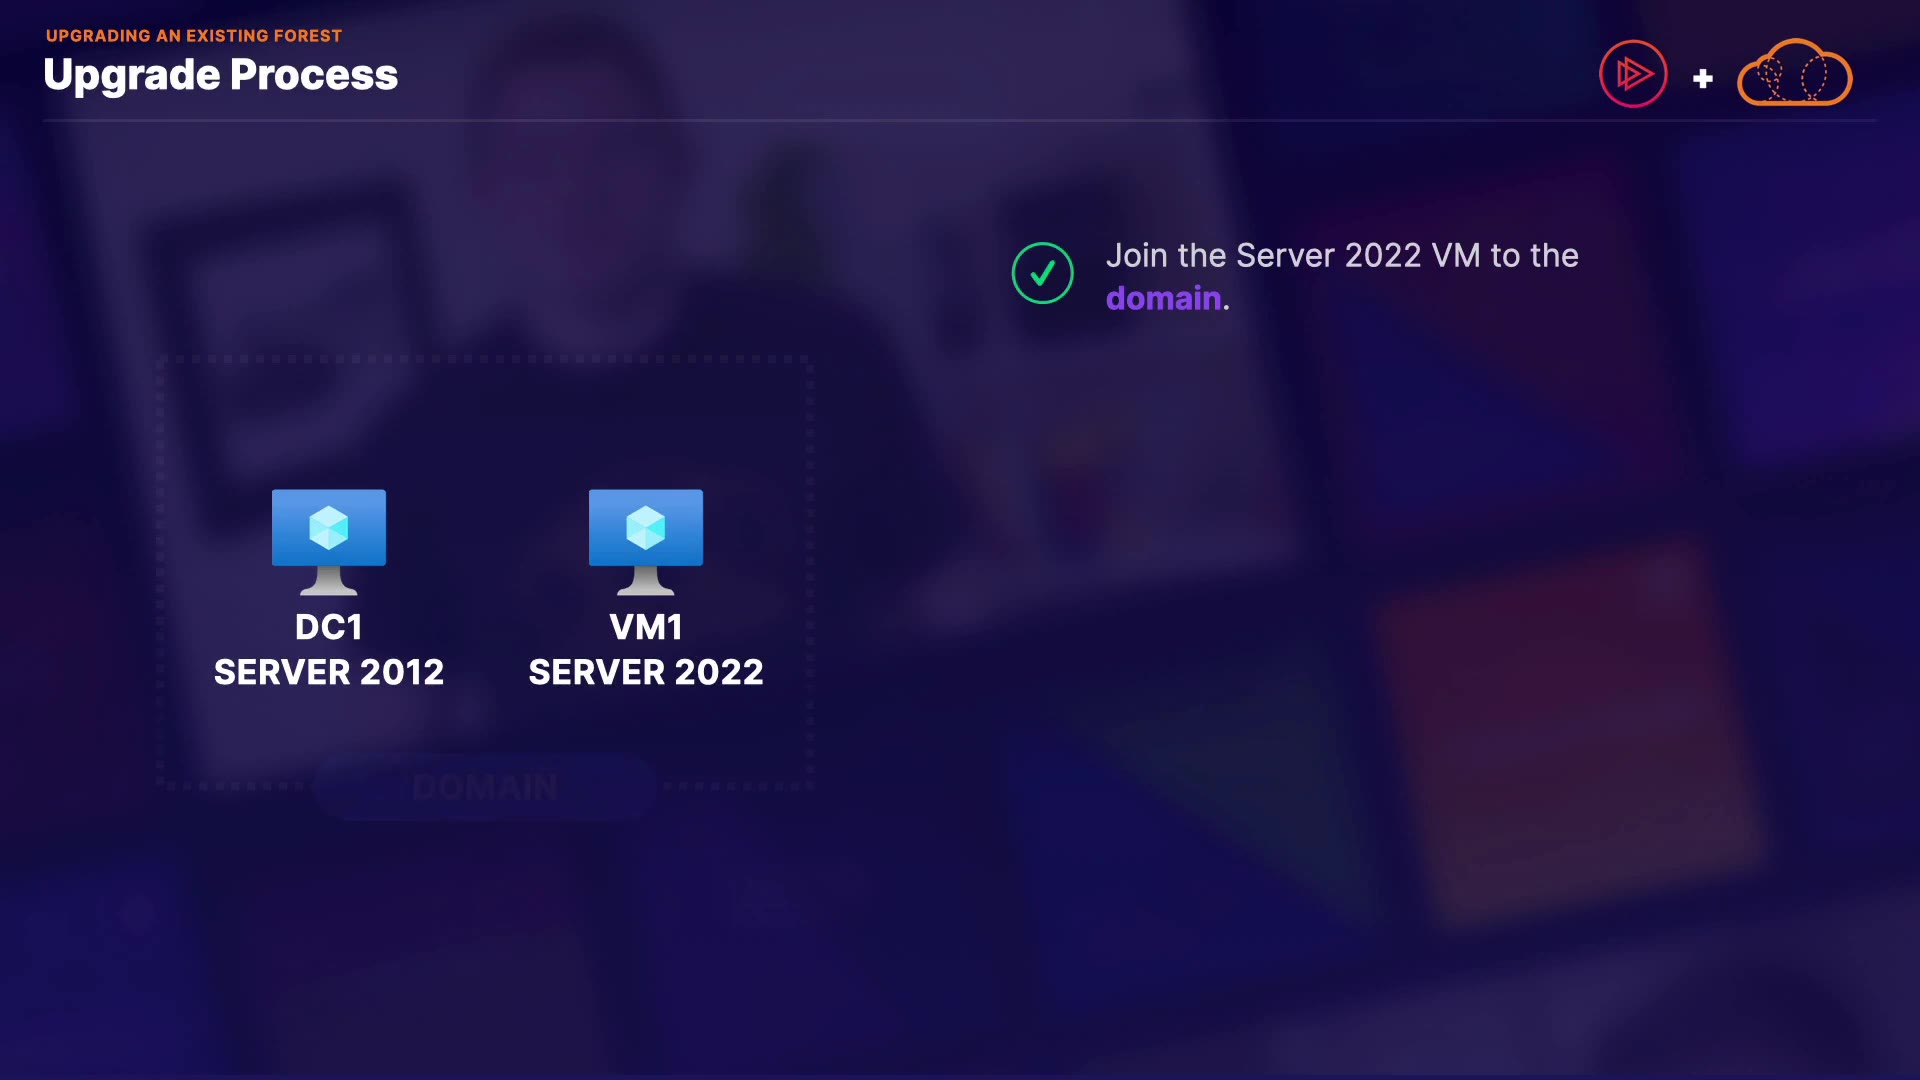 UPGRADING AN EXISTING FOREST
Upgrade Process
Join the Server 2022 VM to the
domain.
DC1
SERVER 2012
VM1
SERVER 2022
DOMAIN